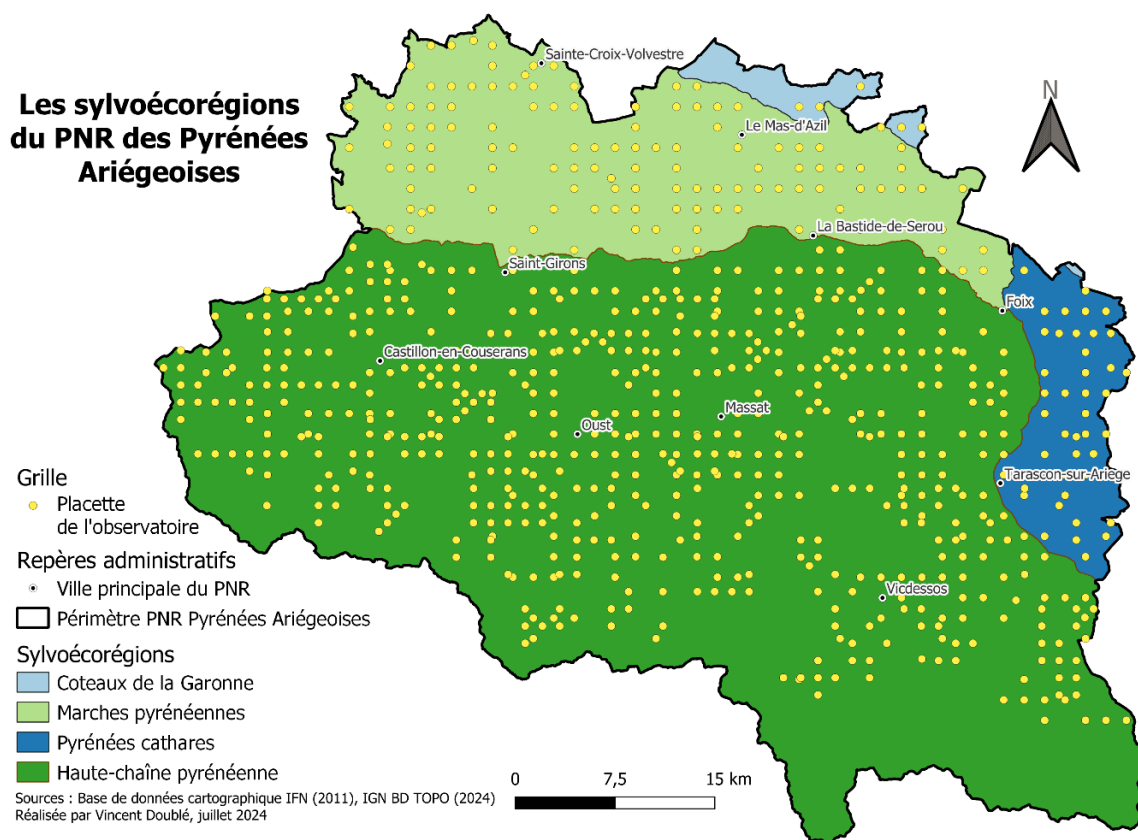 Les sylvoécorégions
du PNR des Pyrénées
Ariégeoises
N
Sainte-Croix-Volvestre
Le Mas-d'Azil
La Bastide-de-Serou
Saint-Girons
Foix
Castillon-en-Couserans
Massat
Oust
Tarascon-sur-Ariège
Vicdessos
Grille
Placette
de l'observatoire
Repères administratifs
Ville principale du PNR
Périmètre PNR Pyrénées Ariégeoises
Sylvoécorégions
Coteaux de la Garonne
Marches pyrénéennes
Pyrénées cathares
Haute-chaîne pyrénéenne
0 7,5 15 km
Sources : Base de données cartographique IFN (2011), IGN BD TOPO (2024)
Réalisée par Vincent Doublé, juillet 2024